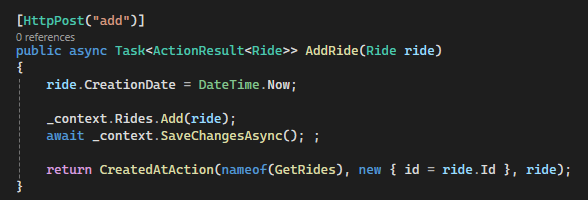 [HttpPost("add")]
0 references
public async Task<ActionResult<Ride>> AddRide(Ride ride)
{
ride.CreationDate = DateTime.Now;
_context.Rides.Add(ride);
await _context.SaveChangesAsync(); ;
return CreatedAtAction(nameof(GetRides), new { id = ride.Id }, ride);
}